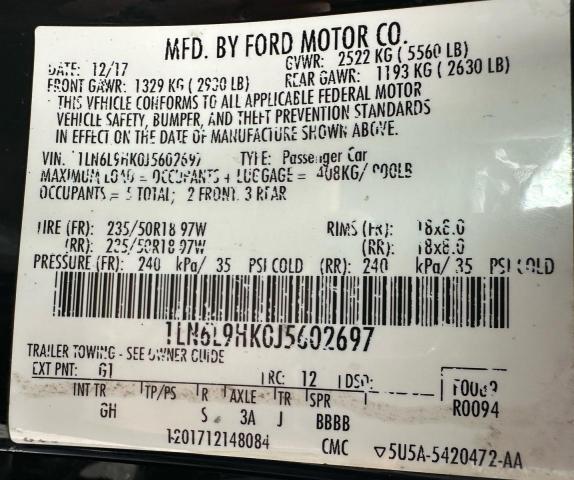 MFD. BY FORD MOTOR CO.
DATE: 12/17 GVWR: 2522 KG ( 5560 LB)
FRONT GAWR: 1329 KG ( 2930 LB) REAR GAWR: 1193 KG ( 2630 LB)
THIS VEHICLE CONFORMS TO ALL APPLICABLE FEDERAL MOTOR
VEHICLE SAFETY, BUMPER, AND THEFT PREVENTION STANDARDS
IN EFFECT ON THE DATE OF MANUFACTURE SHOWN ABOVE.
VIN: 1LN6L9HK0J5602697 TYPE: Passenger Car
MAXIMUM LOAD = OCCUPANTS + LUGGAGE = 408KG/ 900LB
OCCUPANTS = 5 TOTAL; 2 FRONT, 3 REAR
TIRE (FR): 235/50R18 97W RIMS (FR): 18x8.0
(RR): 235/50R18 97W (RR): 18x8.0
PRESSURE (FR): 240 kPa/ 35 PSI COLD (RR): 240 kPa/ 35 PSI COLD
1LN6L9HK0J5602697
TRAILER TOWING - SEE OWNER GUIDE
EXT PNT: G1 RC: 12 DSO:
INT TR TP/PS R AXLE TR SPR R0094
GH S 3A J BBBB
1201712148084 CMC ▽5U5A-5420472-AA